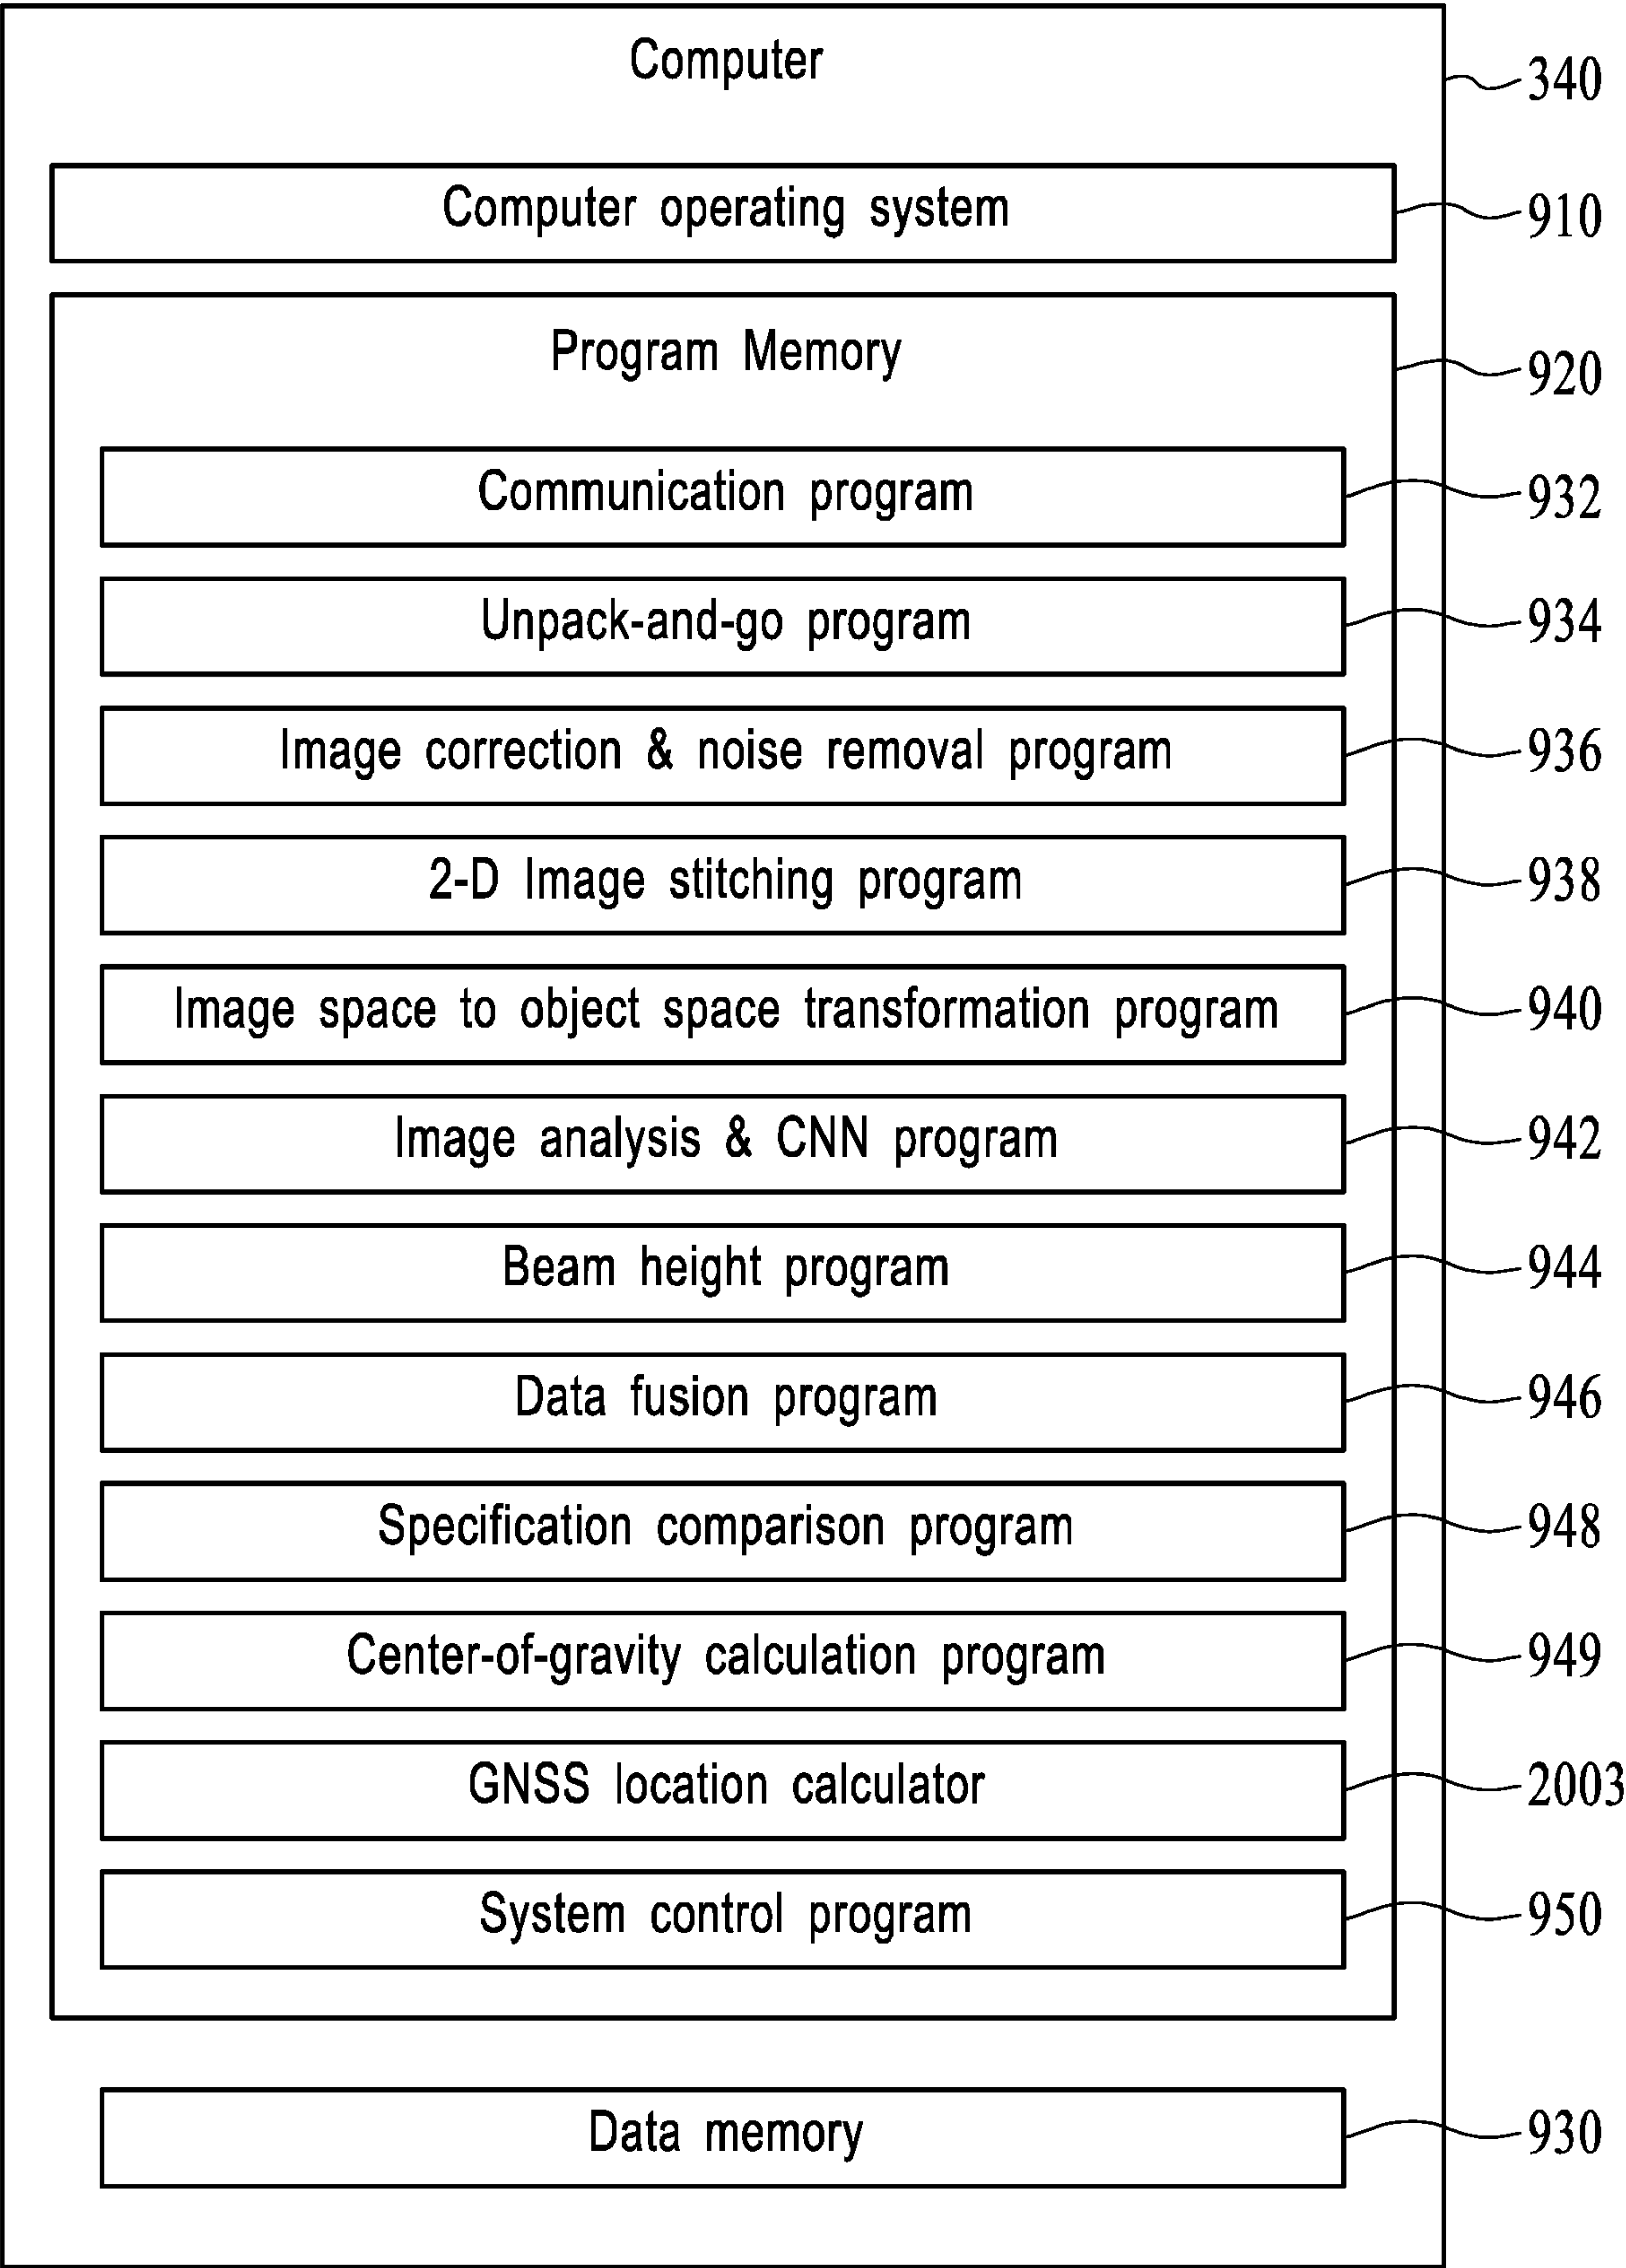 Computer 340
Computer operating system 910
Program Memory 920
Communication program 932
Unpack-and-go program 934
Image correction & noise removal program 936
2-D Image stitching program 938
Image space to object space transformation program 940
Image analysis & CNN program 942
Beam height program 944
Data fusion program 946
Specification comparison program 948
Center-of-gravity calculation program 949
GNSS location calculator 2003
System control program 950
Data memory 930